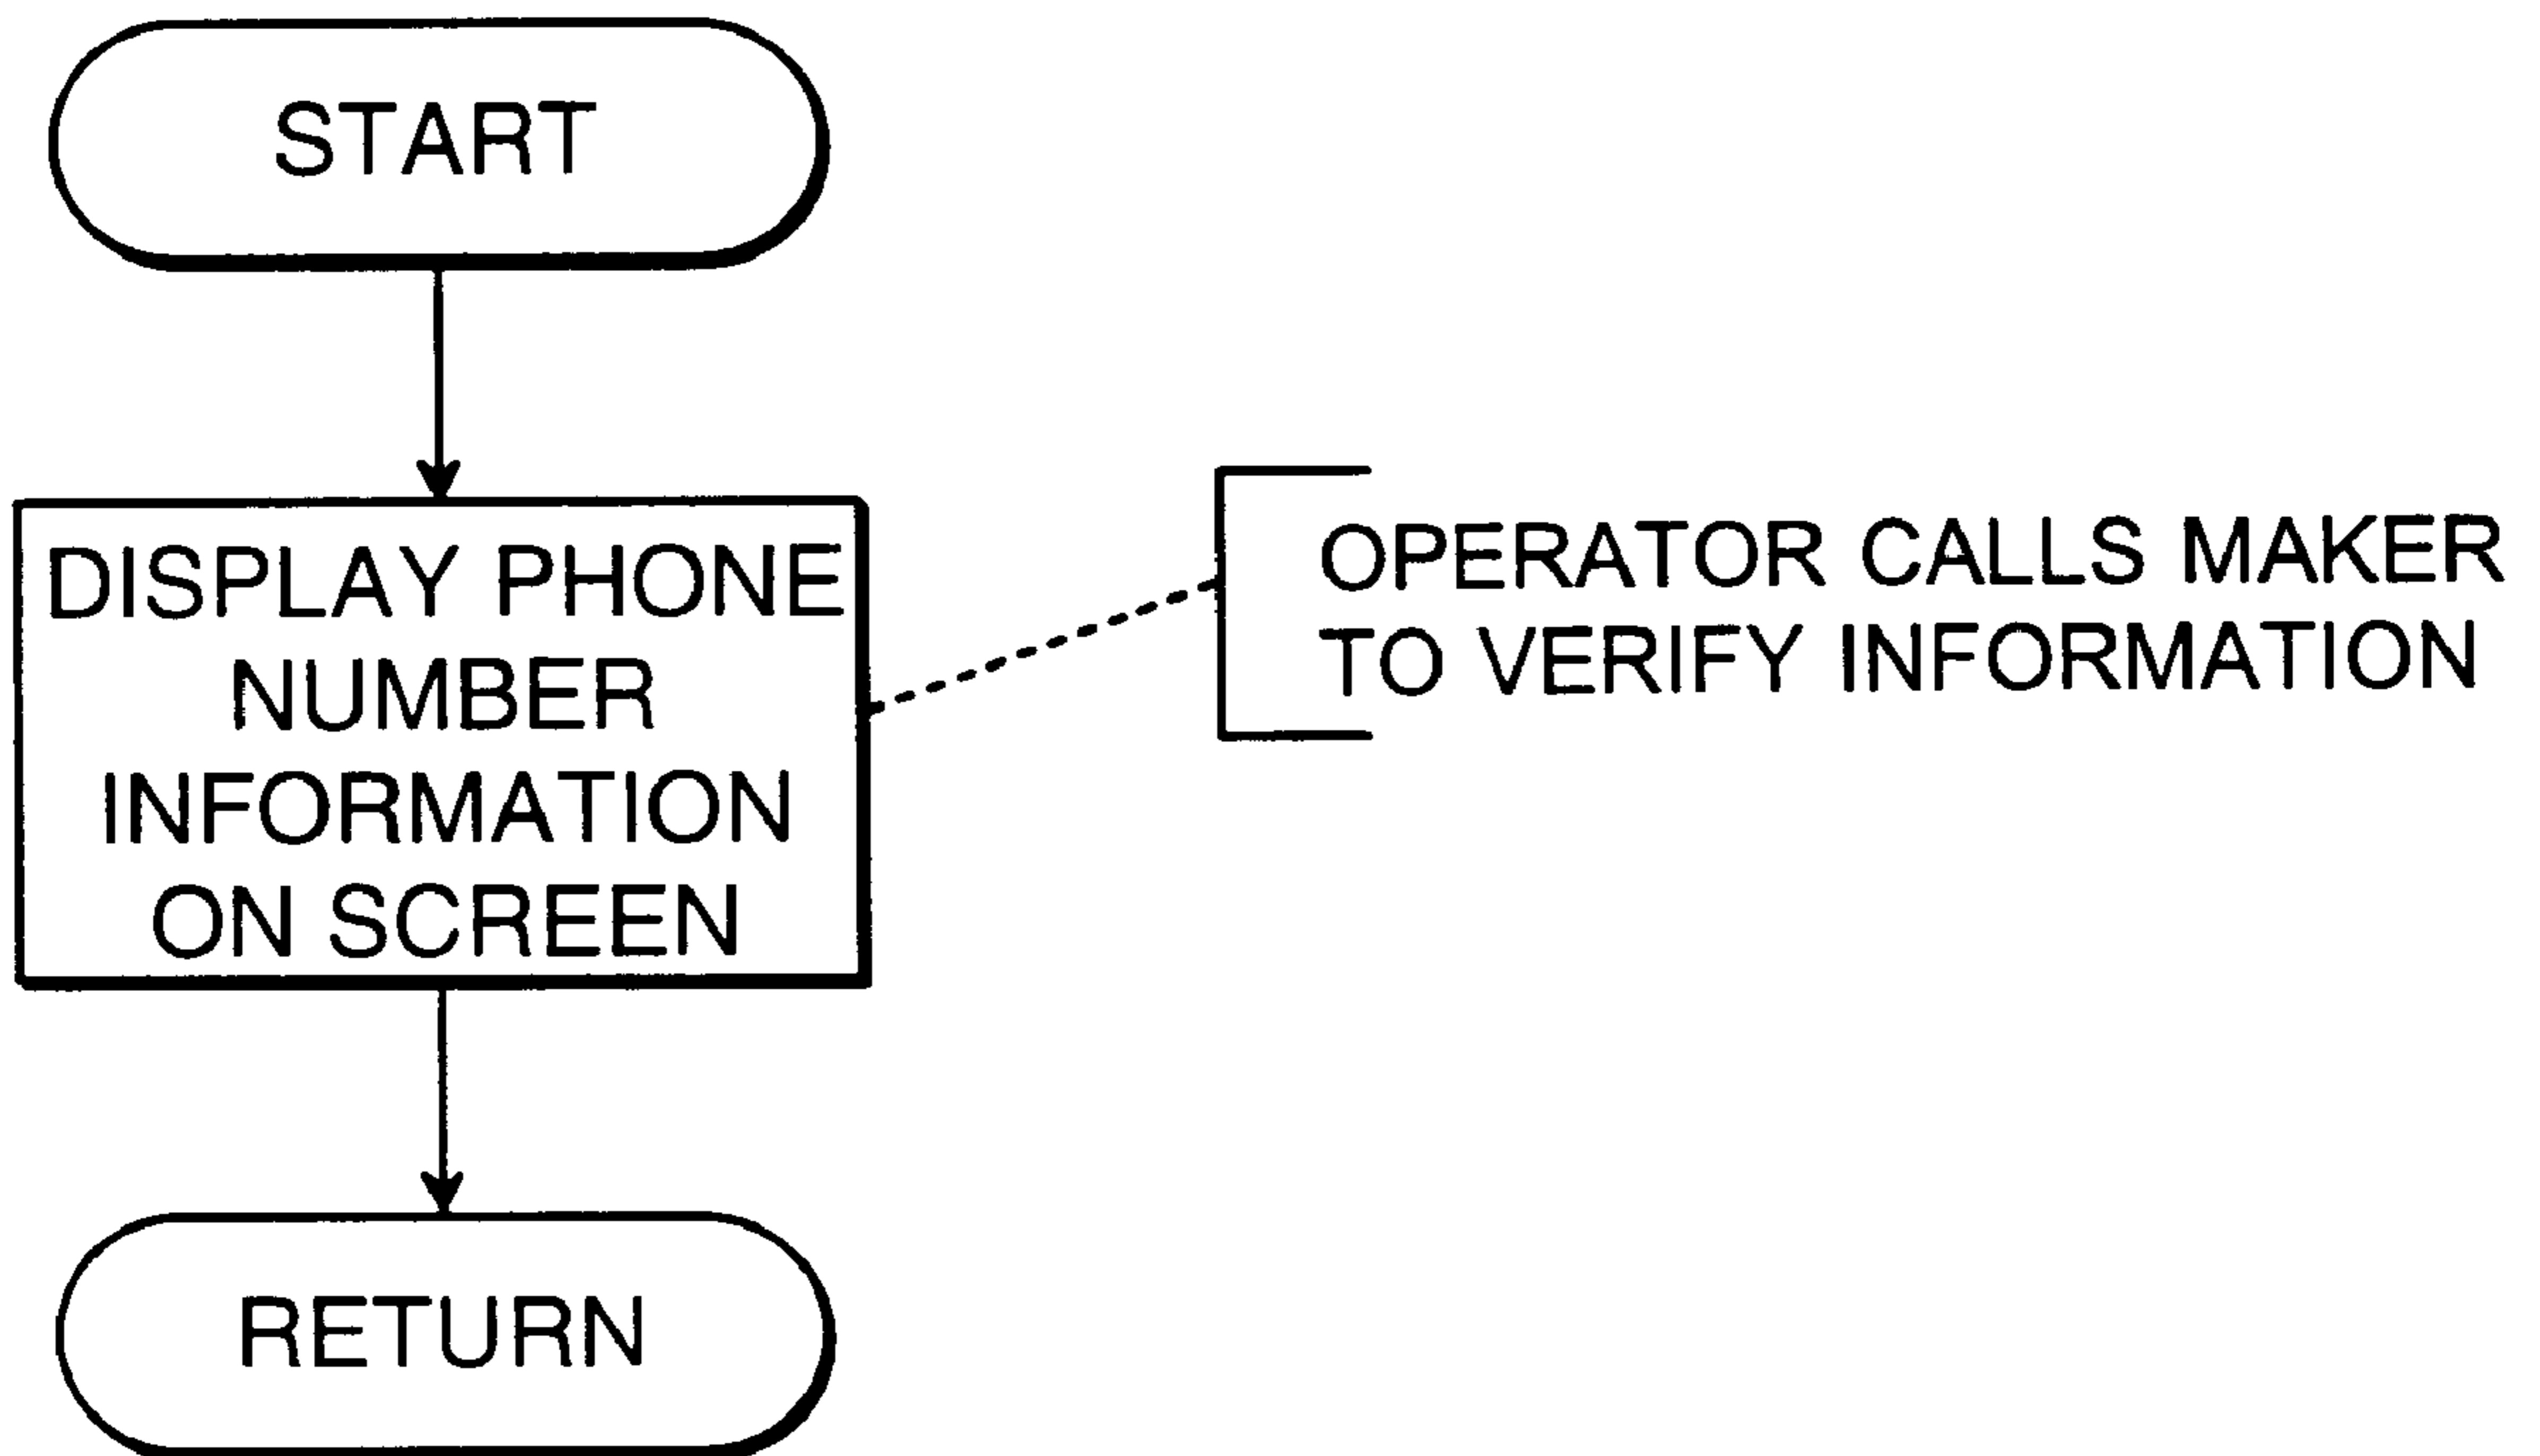 START
DISPLAY PHONE
NUMBER
INFORMATION
ON SCREEN
OPERATOR CALLS MAKER
TO VERIFY INFORMATION
RETURN